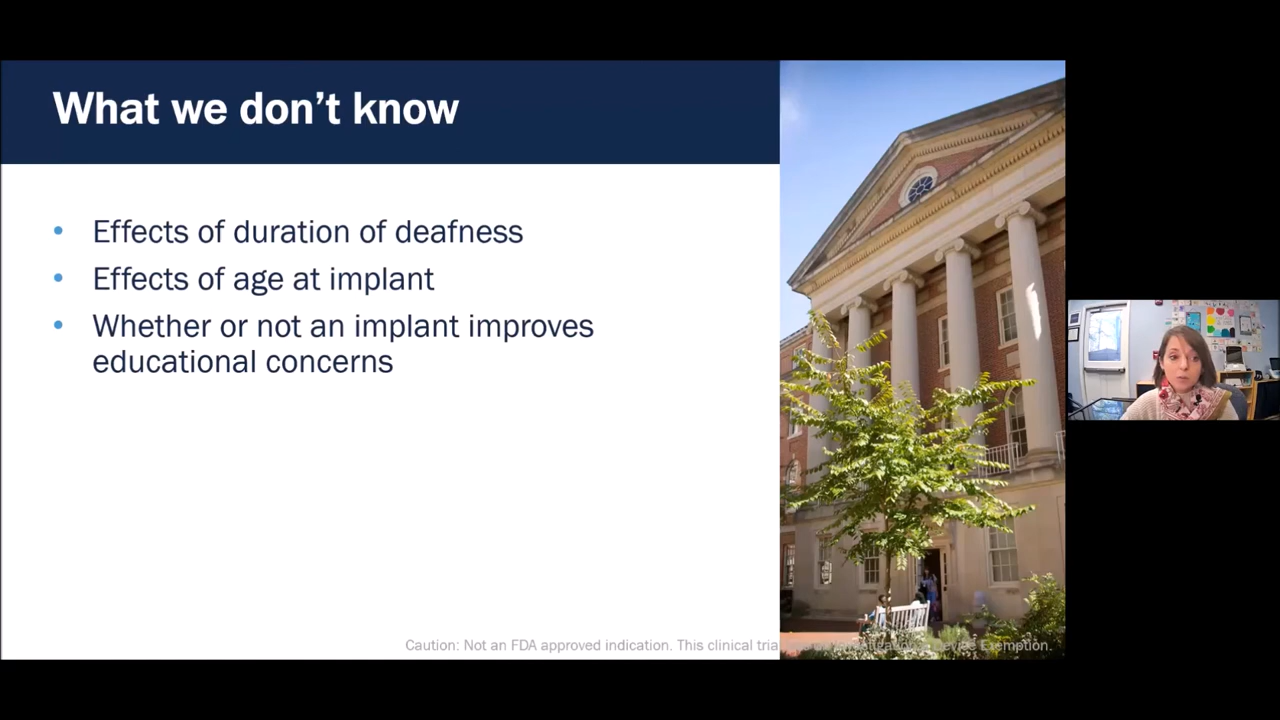 What we don’t know
• Effects of duration of deafness
• Effects of age at implant
• Whether or not an implant improves
educational concerns
Caution: Not an FDA approved indication. This clinical Device Exemption.